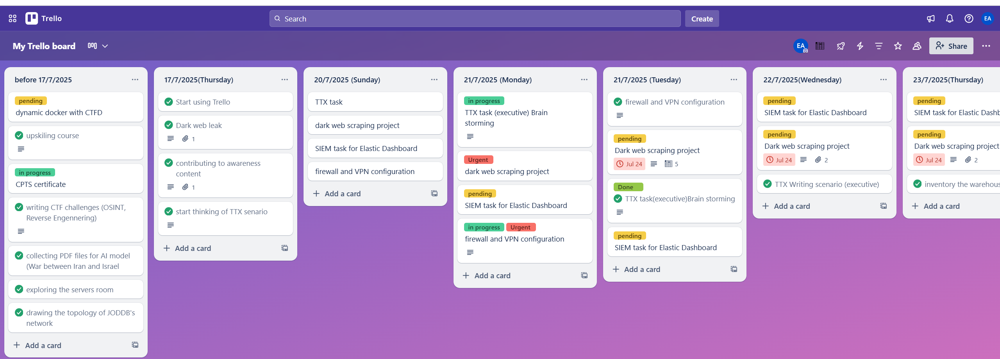 Trello
Search
Create
EA
My Trello board
EA
Share
before 17/7/2025
pending
dynamic docker with CTFD
upskiling course
in progress
CPTS certificate
writing CTF challenges (OSINT,
Reverse Engennering)
collecting PDF files for AI model
(War between Iran and Israel
exploring the servers room
drawing the topology of JODDB's
network
Add a card
17/7/2025(Thursday)
Start using Trello
Dark web leak
1
contributing to awareness
content
1
start thinking of TTX senario
Add a card
20/7/2025 (Sunday)
TTX task
dark web scraping project
SIEM task for Elastic Dashboard
firewall and VPN configuration
Add a card
21/7/2025 (Monday)
in progress
TTX task (executive) Brain
storming
Urgent
dark web scraping project
pending
SIEM task for Elastic Dashboard
in progress Urgent
firewall and VPN configuration
Add a card
21/7/2025 (Tuesday)
firewall and VPN configuration
pending
Dark web scraping project
Jul 24 5
Done
TTX task(executive)Brain storming
pending
SIEM task for Elastic Dashboard
Add a card
22/7/2025(Wednesday)
pending
SIEM task for Elastic Dashboard
pending
Dark web scraping project
Jul 24 2
TTX Writing scenario (executive)
Add a card
23/7/2025(Thursday)
pending
SIEM task for Elastic Dashb
pending
Dark web scraping project
Jul 24 2
inventory the warehous
Add a card